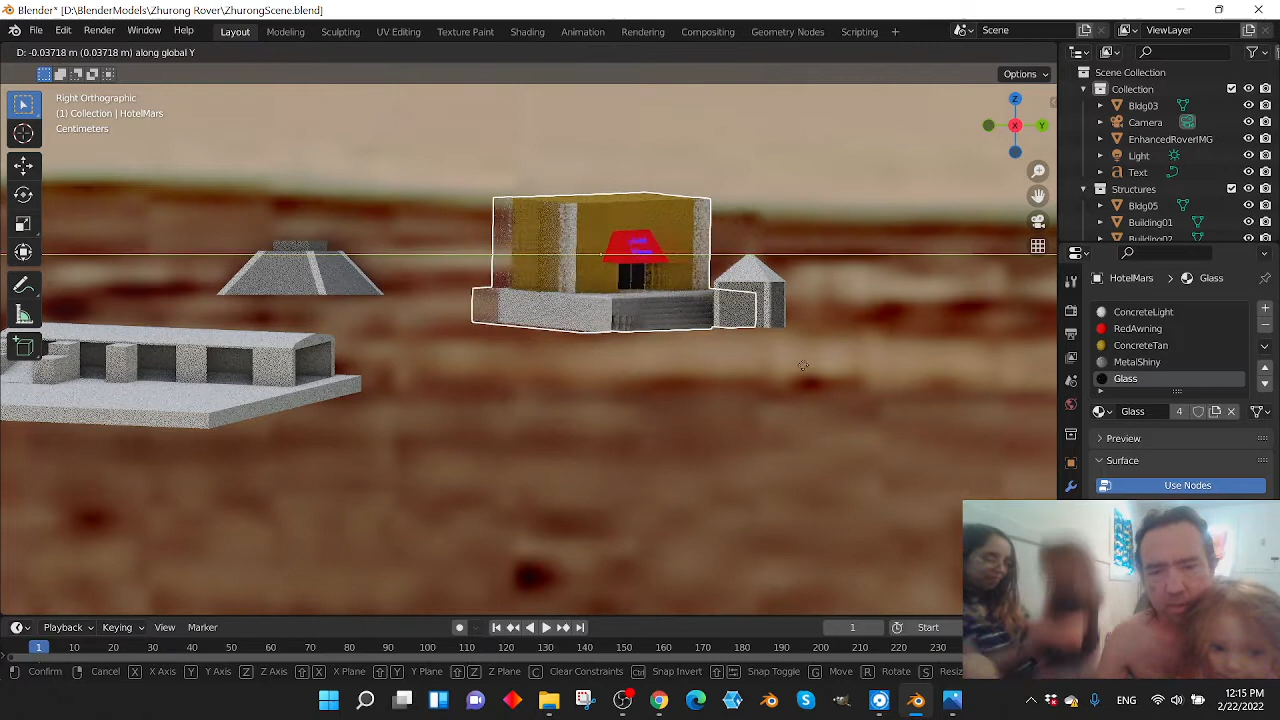 Blender* [D:\BlenderModels\Zhurong Rover\ZhurongScene.blend]
File Edit Render Window Help Layout Modeling Sculpting UV Editing Texture Paint Shading Animation Rendering Compositing Geometry Nodes Scripting + Scene ViewLayer
D: -0.03718 m (0.03718 m) along global Y
Options
Right Orthographic
(1) Collection | HotelMars
Centimeters
Z
X
Y
Scene Collection
Collection
Bldg03
Camera
EnhancedRoverIMG
Light
Text
Structures
Bldg05
Building01
Building02
HotelMars > Glass
ConcreteLight
RedAwning
ConcreteTan
MetalShiny
Glass
Glass 4
Preview
Surface
Use Nodes
Playback Keying View Marker 1 Start
1 10 20 30 40 50 60 70 80 90 100 110 120 130 140 150 160 170 180 190 200 210 220 230
Confirm Cancel X X Axis Y Y Axis Z Z Axis X X Plane Y Y Plane Z Z Plane C Clear Constraints Ctrl Snap Invert Snap Toggle G Move R Rotate S Resiz
ENG
12:15 PM
2/22/2022